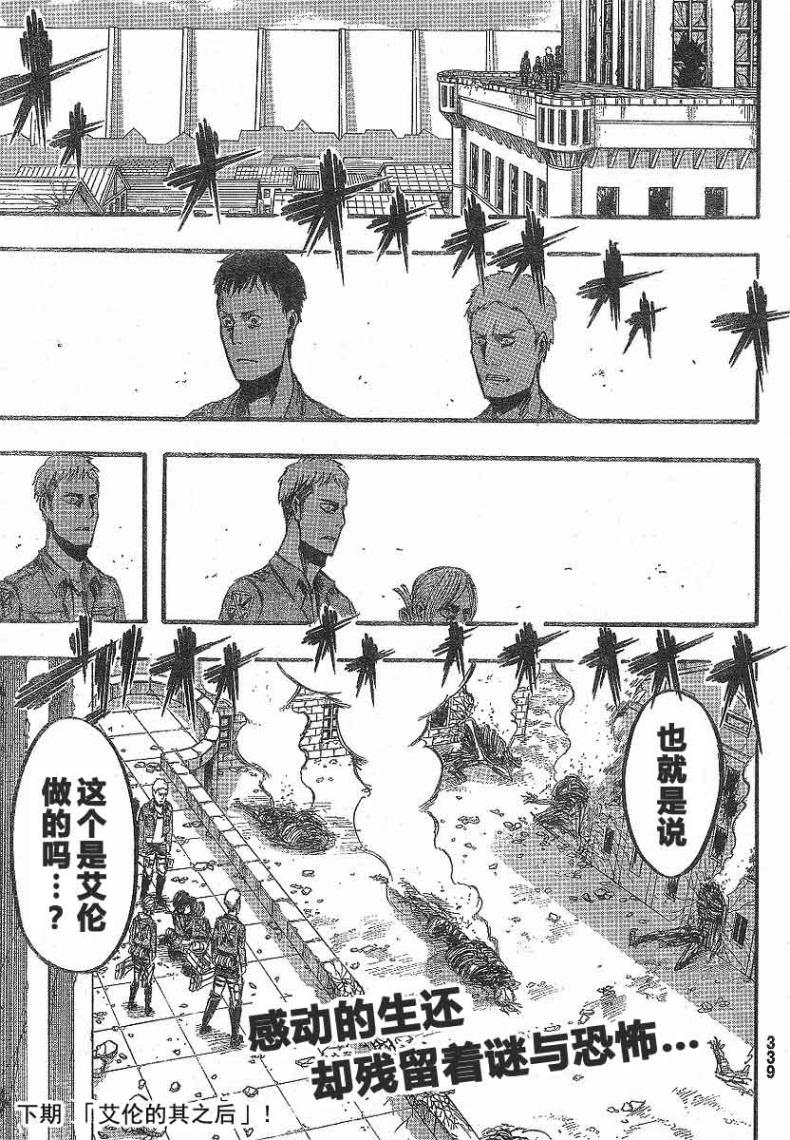 也就是说
这个是艾伦
做的吗…?
感动的生还
却残留着谜与恐怖…
下期 「艾伦的其之后」!
339